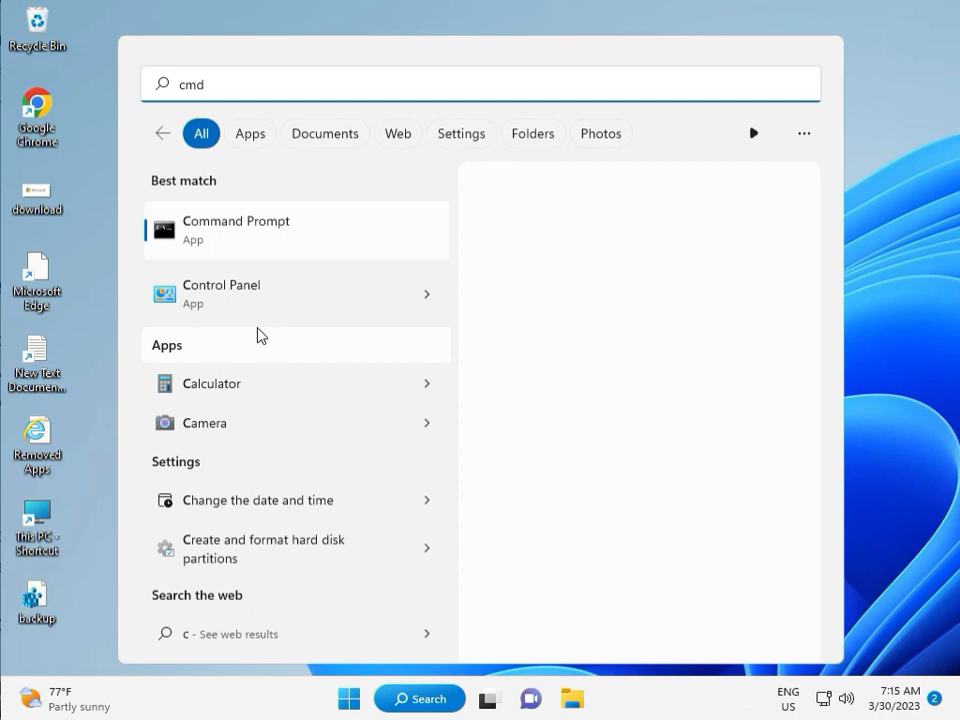 Recycle Bin
Google
Chrome
download
Microsoft
Edge
New Text
Documen...
Removed
Apps
This PC -
Shortcut
backup
cmd
All
Apps
Documents
Web
Settings
Folders
Photos
Best match
Command Prompt
App
Control Panel
App
Apps
Calculator
Camera
Settings
Change the date and time
Create and format hard disk
partitions
Search the web
c - See web results
77°F
Partly sunny
Search
ENG
US
7:15 AM
3/30/2023
2